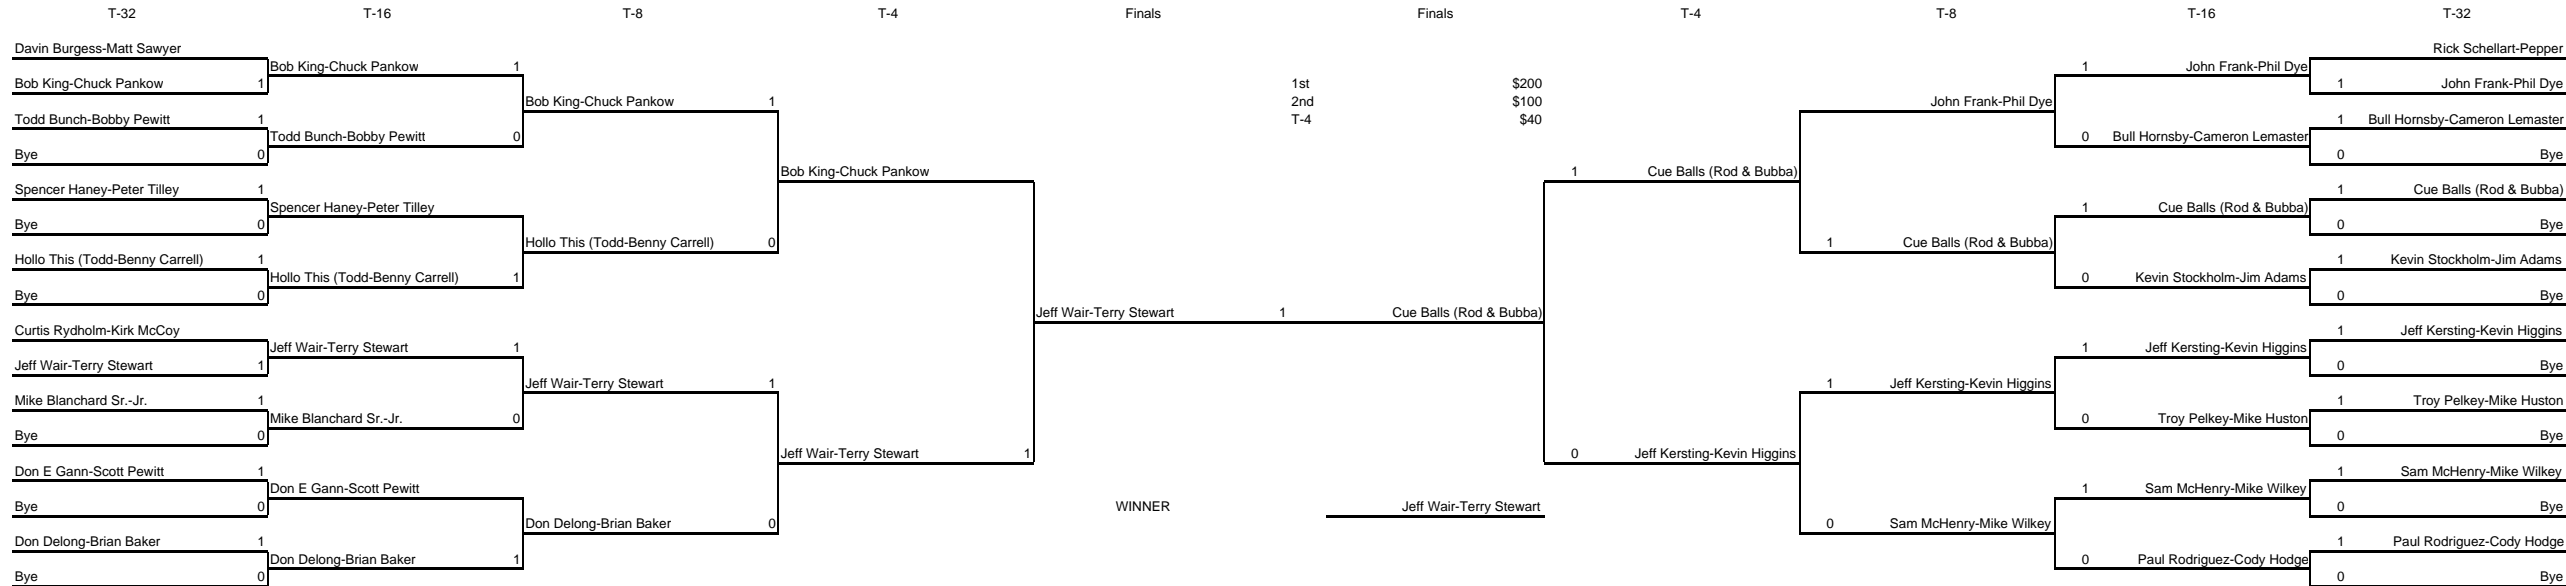 T-32 T-16 T-8 T-4 Finals Finals T-4 T-8 T-16 T-32
Davin Burgess-Matt Sawyer Rick Schellart-Pepper
Bob King-Chuck Pankow 1 1 John Frank-Phil Dye
Bob King-Chuck Pankow 1 1st $200 1 John Frank-Phil Dye
Bob King-Chuck Pankow 1 2nd $100 John Frank-Phil Dye
Todd Bunch-Bobby Pewitt 1 T-4 $40 1 Bull Hornsby-Cameron Lemaster
Todd Bunch-Bobby Pewitt 0 0 Bull Hornsby-Cameron Lemaster
Bye 0 0 Bye
Bob King-Chuck Pankow 1 Cue Balls (Rod & Bubba)
Spencer Haney-Peter Tilley 1 1 Cue Balls (Rod & Bubba)
Spencer Haney-Peter Tilley 1 Cue Balls (Rod & Bubba)
Bye 0 0 Bye
Hollo This (Todd-Benny Carrell) 0 1 Cue Balls (Rod & Bubba)
Hollo This (Todd-Benny Carrell) 1 1 Kevin Stockholm-Jim Adams
Hollo This (Todd-Benny Carrell) 1 0 Kevin Stockholm-Jim Adams
Bye 0 0 Bye
Jeff Wair-Terry Stewart 1 Cue Balls (Rod & Bubba)
Curtis Rydholm-Kirk McCoy 1 Jeff Kersting-Kevin Higgins
Jeff Wair-Terry Stewart 1 1 Jeff Kersting-Kevin Higgins
Jeff Wair-Terry Stewart 1 0 Bye
Jeff Wair-Terry Stewart 1 1 Jeff Kersting-Kevin Higgins
Mike Blanchard Sr.-Jr. 1 1 Troy Pelkey-Mike Huston
Mike Blanchard Sr.-Jr. 0 0 Troy Pelkey-Mike Huston
Bye 0 0 Bye
Jeff Wair-Terry Stewart 1 0 Jeff Kersting-Kevin Higgins
Don E Gann-Scott Pewitt 1 1 Sam McHenry-Mike Wilkey
Don E Gann-Scott Pewitt 1 Sam McHenry-Mike Wilkey
Bye 0 WINNER Jeff Wair-Terry Stewart 0 Bye
Don Delong-Brian Baker 0 0 Sam McHenry-Mike Wilkey
Don Delong-Brian Baker 1 1 Paul Rodriguez-Cody Hodge
Don Delong-Brian Baker 1 0 Paul Rodriguez-Cody Hodge
Bye 0 0 Bye